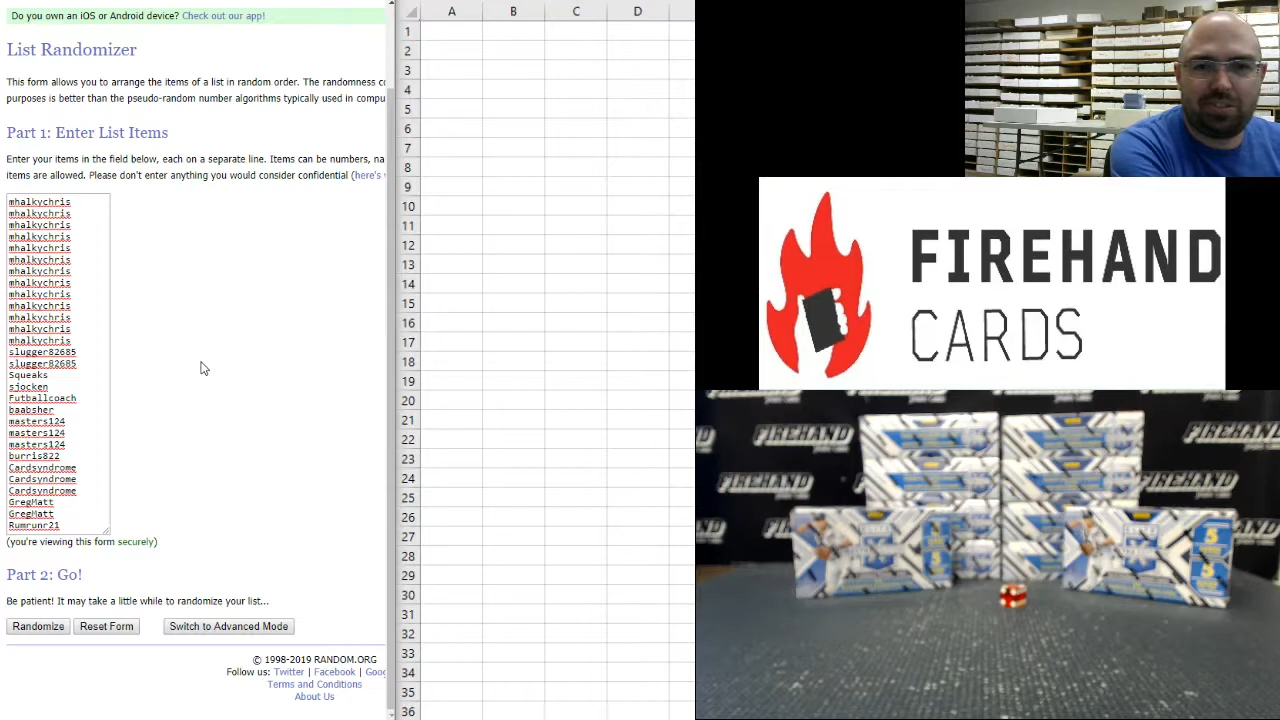 Do you own an iOS or Android device? Check out our app!
List Randomizer
This form allows you to arrange the items of a list in random order. The randomness co
purposes is better than the pseudo-random number algorithms typically used in compu
Part 1: Enter List Items
Enter your items in the field below, each on a separate line. Items can be numbers, na
items are allowed. Please don't enter anything you would consider confidential (here's
mhalkychris
mhalkychris
mhalkychris
mhalkychris
mhalkychris
mhalkychris
mhalkychris
mhalkychris
mhalkychris
mhalkychris
mhalkychris
mhalkychris
mhalkychris
slugger82685
slugger82685
Squeaks
sjocken
Futballcoach
baabsher
masters124
masters124
masters124
burris822
Cardsyndrome
Cardsyndrome
Cardsyndrome
GregMatt
GregMatt
Rumrunr21
(you're viewing this form securely)
Part 2: Go!
Be patient! It may take a little while to randomize your list...
Randomize Reset Form Switch to Advanced Mode
© 1998-2019 RANDOM.ORG
Follow us: Twitter | Facebook | Goog
Terms and Conditions
About Us
A B C D
1
2
3
4
5
6
7
8
9
10
11
12
13
14
15
16
17
18
19
20
21
22
23
24
25
26
27
28
29
30
31
32
33
34
35
36
FIREHAND
CARDS
FIREHAND
FIREHAND
FIREHAND
5
5